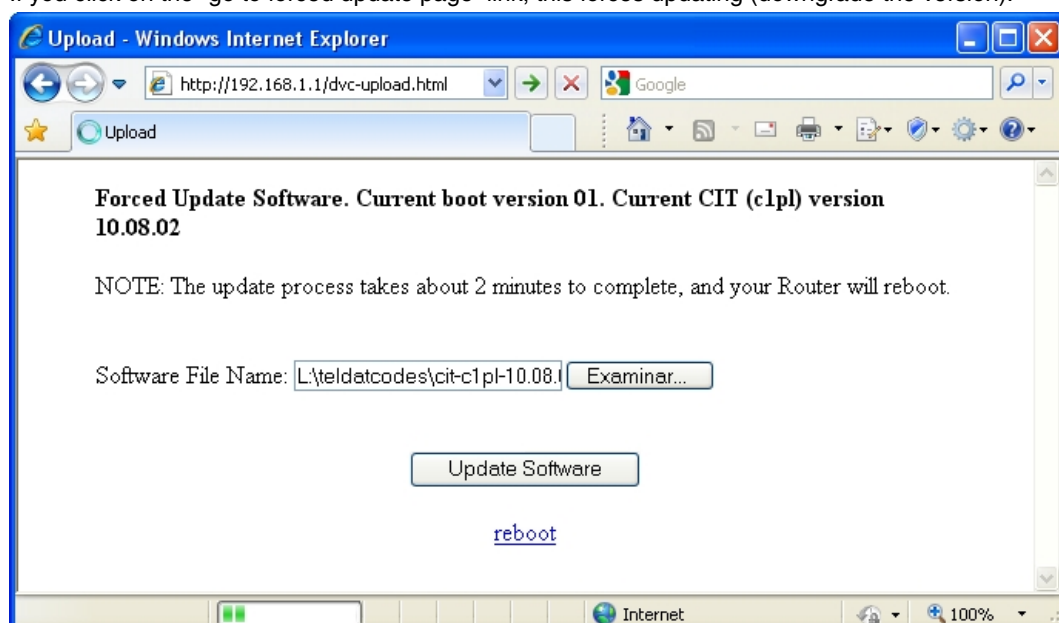 If you click on the "go to forced update page" link, this forces updating (downgrade the version).
Upload - Windows Internet Explorer
http://192.168.1.1/dvc-upload.html
Google
Upload
Forced Update Software. Current boot version 01. Current CIT (c1pl) version
10.08.02
NOTE: The update process takes about 2 minutes to complete, and your Router will reboot.
Software File Name: L:\teldatcodes\cit-c1pl-10.08.( Examinar...
Update Software
reboot
Internet 100%